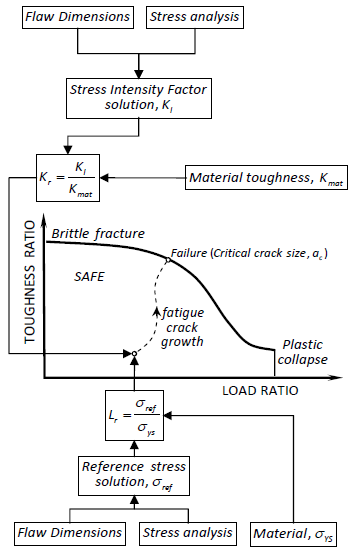 Flaw Dimensions
Stress analysis
Stress Intensity Factor
solution, K_I
K_r = K_I / K_mat
Material toughness, K_mat
TOUGHNESS RATIO
Brittle fracture
Failure (Critical crack size, a_c)
SAFE
fatigue
crack
growth
Plastic
collapse
LOAD RATIO
L_r = σ_ref / σ_ys
Reference stress
solution, σ_ref
Flaw Dimensions
Stress analysis
Material, σ_YS